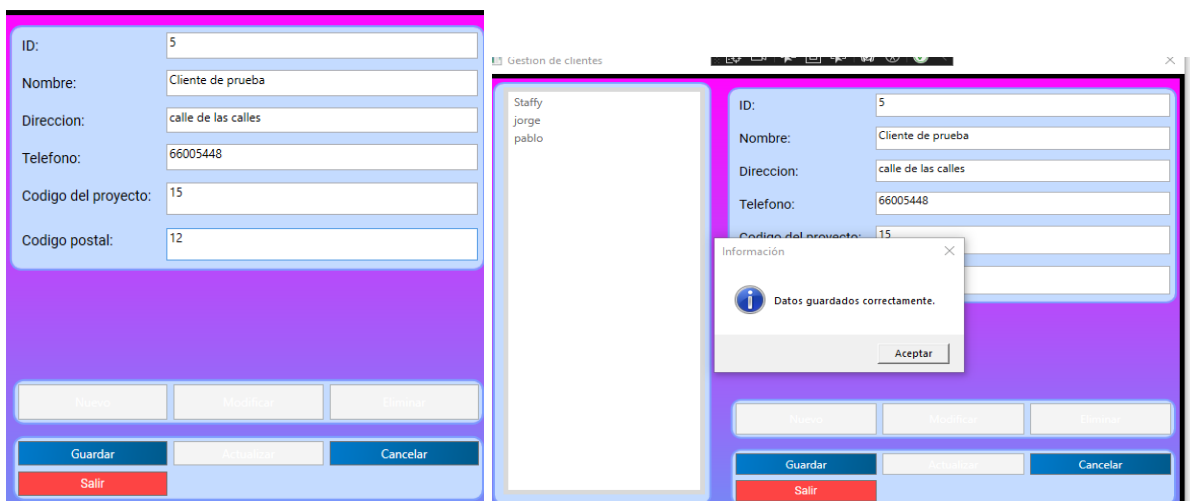 ID:
5
Nombre:
Cliente de prueba
Direccion:
calle de las calles
Telefono:
66005448
Codigo del proyecto:
15
Codigo postal:
12
Nuevo
Modificar
Eliminar
Guardar
Actualizar
Cancelar
Salir
Gestion de clientes
Staffy
jorge
pablo
ID:
5
Nombre:
Cliente de prueba
Direccion:
calle de las calles
Telefono:
66005448
Codigo del proyecto:
15
Información
Datos guardados correctamente.
Aceptar
Nuevo
Modificar
Eliminar
Guardar
Actualizar
Cancelar
Salir